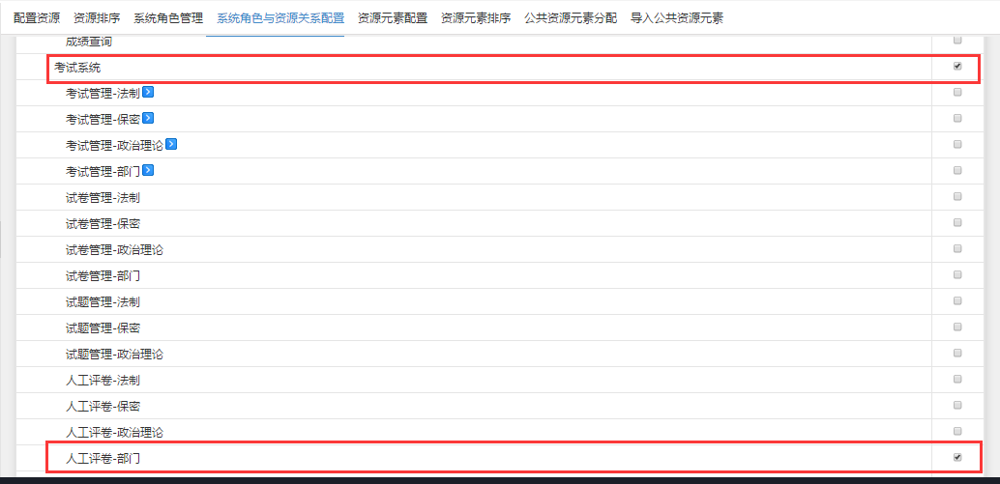 配置资源 资源排序 系统角色管理 系统角色与资源关系配置 资源元素配置 资源元素排序 公共资源元素分配 导入公共资源元素
成绩查询
考试系统
考试管理-法制
考试管理-保密
考试管理-政治理论
考试管理-部门
试卷管理-法制
试卷管理-保密
试卷管理-政治理论
试卷管理-部门
试题管理-法制
试题管理-保密
试题管理-政治理论
人工评卷-法制
人工评卷-保密
人工评卷-政治理论
人工评卷-部门